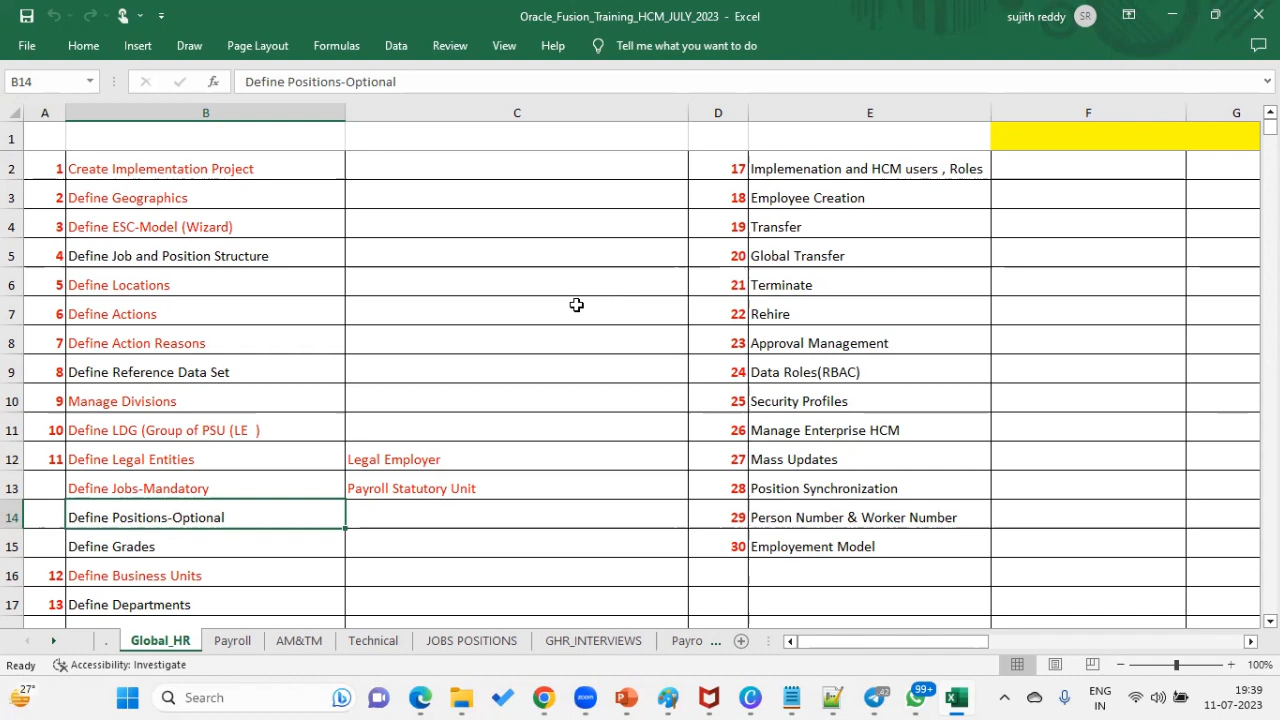 Oracle_Fusion_Training_HCM_JULY_2023 - Excel
sujith reddy SR
File Home Insert Draw Page Layout Formulas Data Review View Help Tell me what you want to do
B14 fx Define Positions-Optional
A B C D E F G
1
2 1 Create Implementation Project 17 Implemenation and HCM users , Roles
3 2 Define Geographics 18 Employee Creation
4 3 Define ESC-Model (Wizard) 19 Transfer
5 4 Define Job and Position Structure 20 Global Transfer
6 5 Define Locations 21 Terminate
7 6 Define Actions 22 Rehire
8 7 Define Action Reasons 23 Approval Management
9 8 Define Reference Data Set 24 Data Roles(RBAC)
10 9 Manage Divisions 25 Security Profiles
11 10 Define LDG (Group of PSU (LE ) 26 Manage Enterprise HCM
12 11 Define Legal Entities Legal Employer 27 Mass Updates
13 Define Jobs-Mandatory Payroll Statutory Unit 28 Position Synchronization
14 Define Positions-Optional 29 Person Number & Worker Number
15 Define Grades 30 Employement Model
16 12 Define Business Units
17 13 Define Departments
. Global_HR Payroll AM&TM Technical JOBS POSITIONS GHR_INTERVIEWS Payro ...
Ready Accessibility: Investigate 100%
27° Search 42 99+ ENG 19:39
IN 11-07-2023